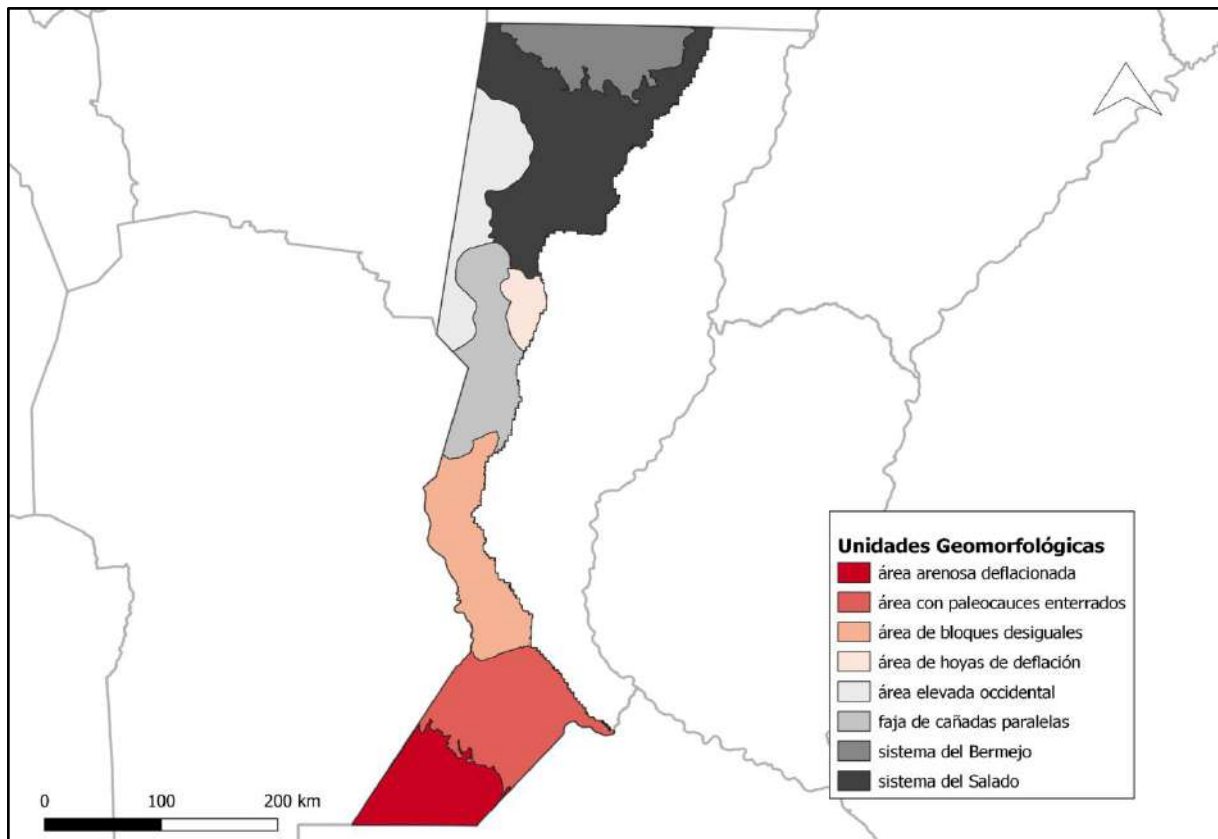 Unidades Geomorfológicas
área arenosa deflacionada
área con paleocauces enterrados
área de bloques desiguales
área de hoyas de deflación
área elevada occidental
faja de cañadas paralelas
sistema del Bermejo
sistema del Salado
0 100 200 km